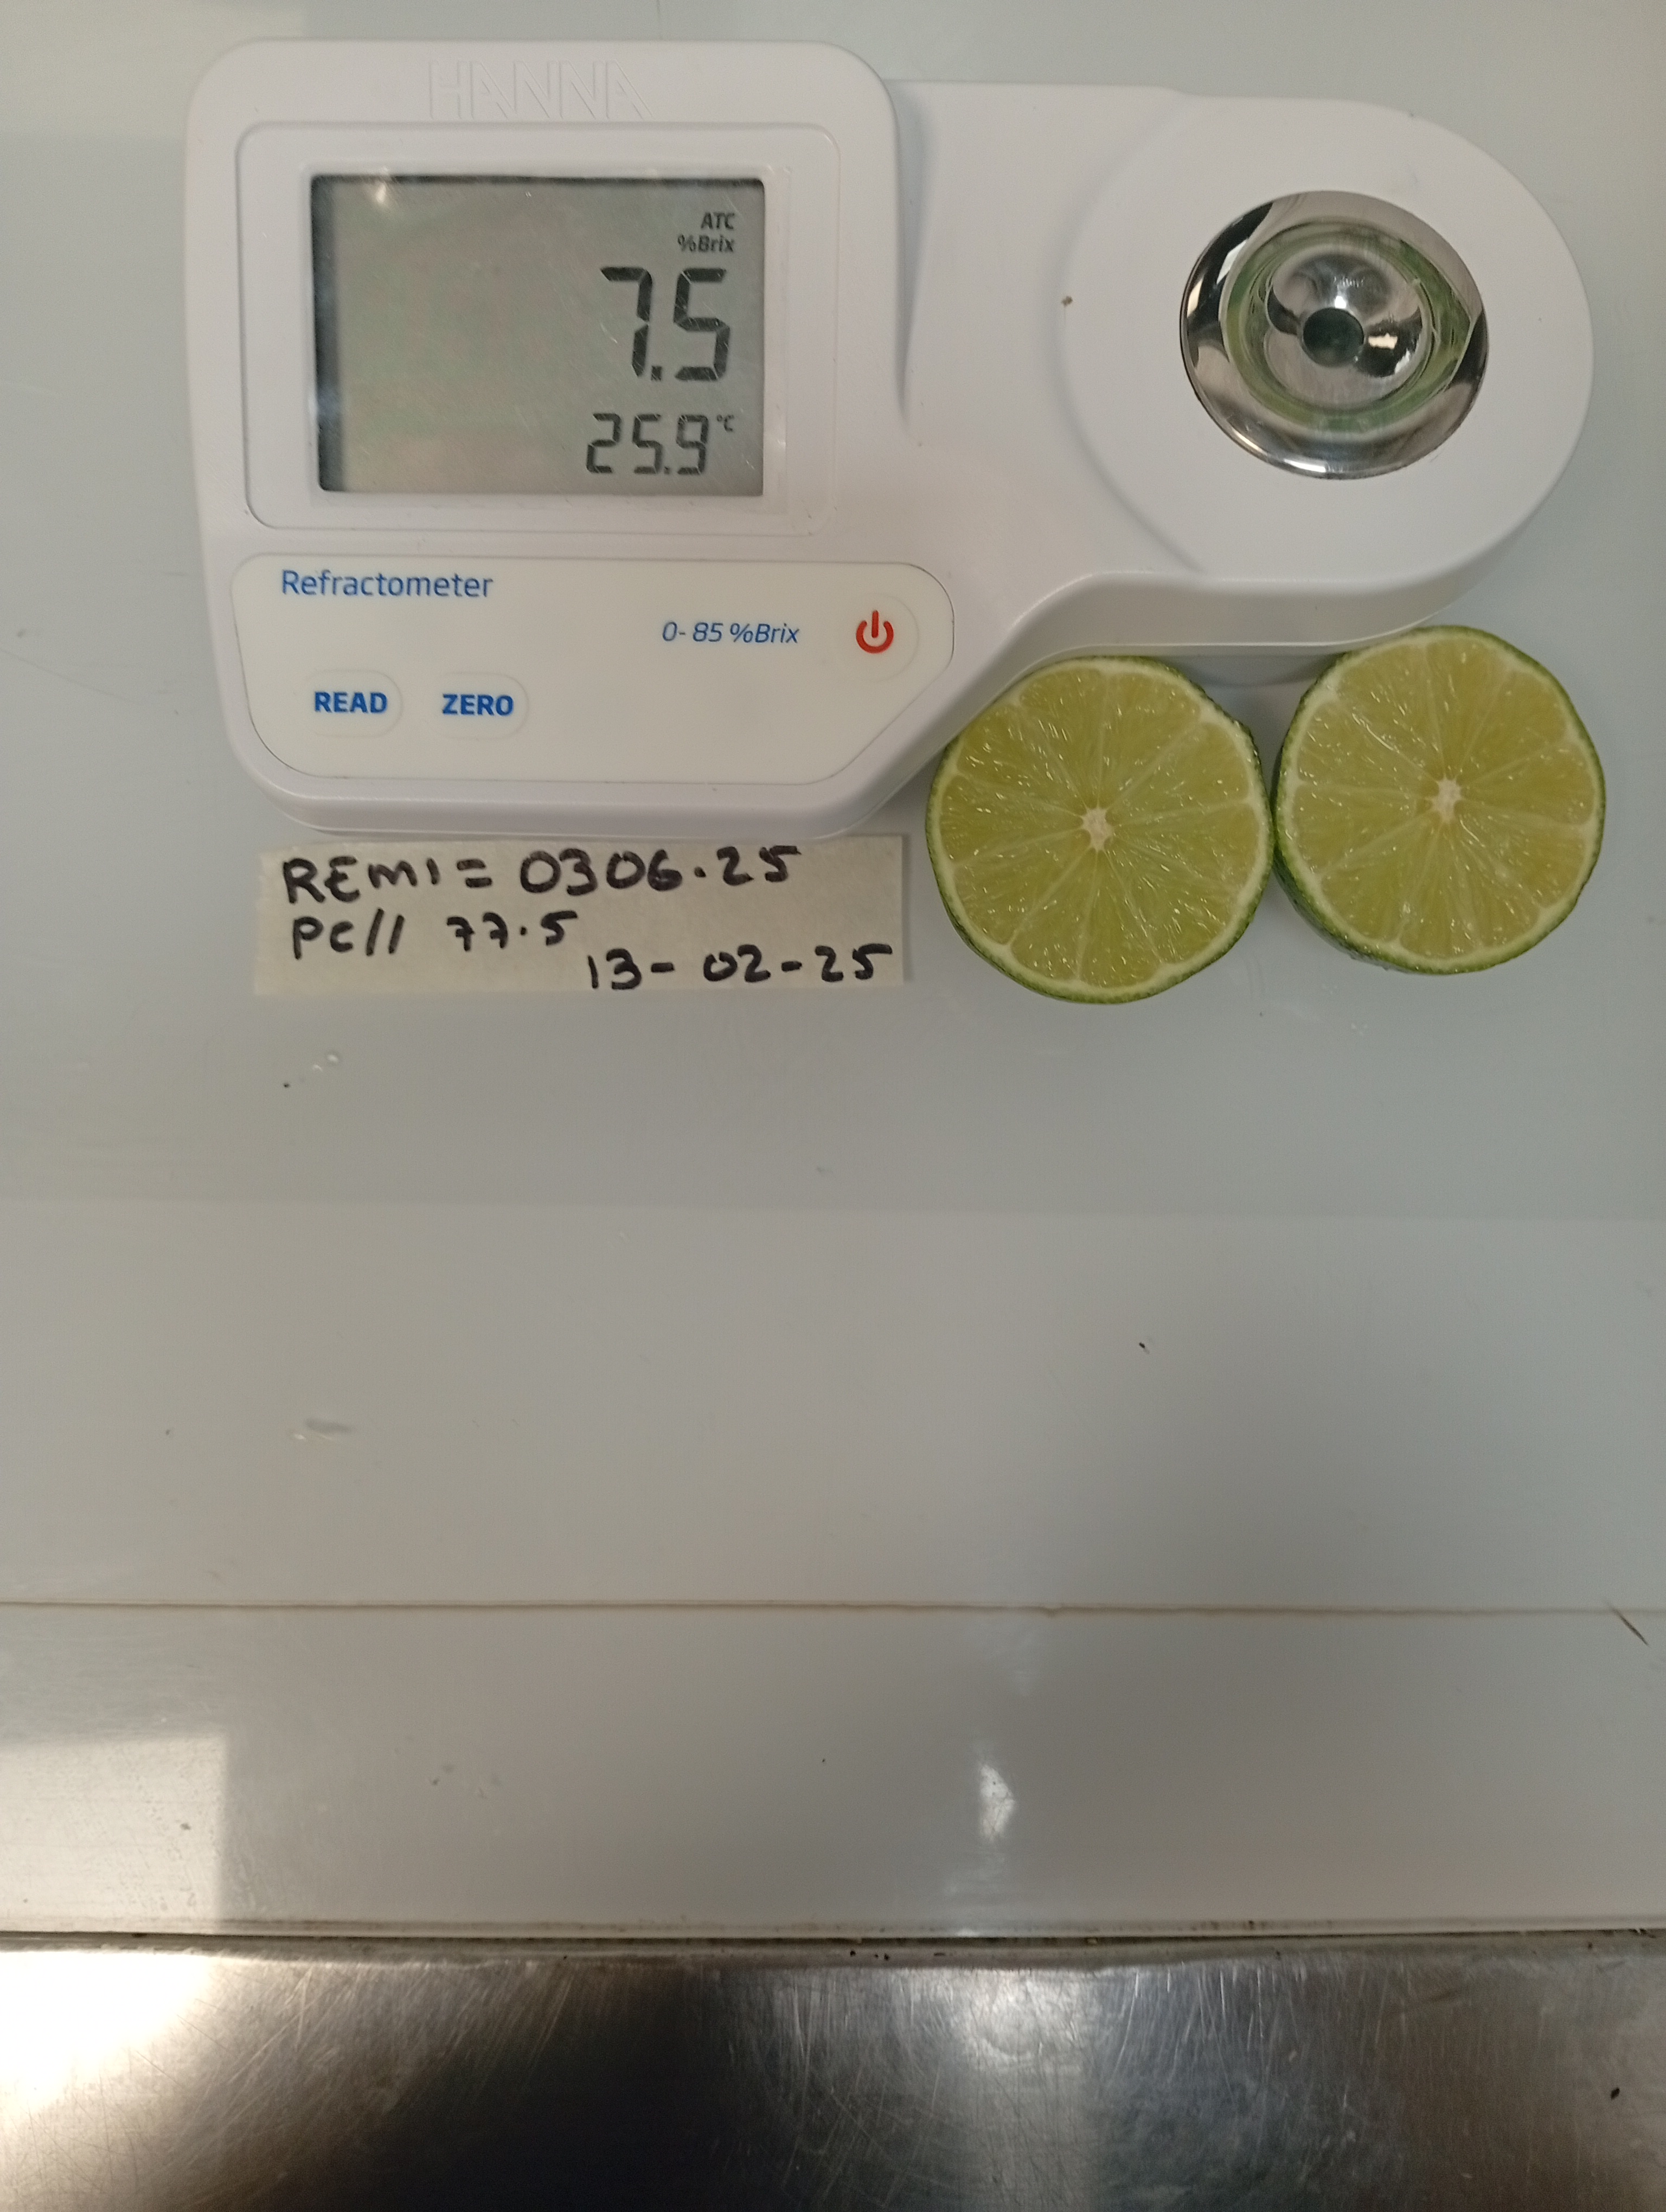 HANNA
ATC
%Brix
7.5
25.9 °C
Refractometer
0-85 %Brix
READ ZERO
REMI = 0306.25
PC// 77.5
13-02-25